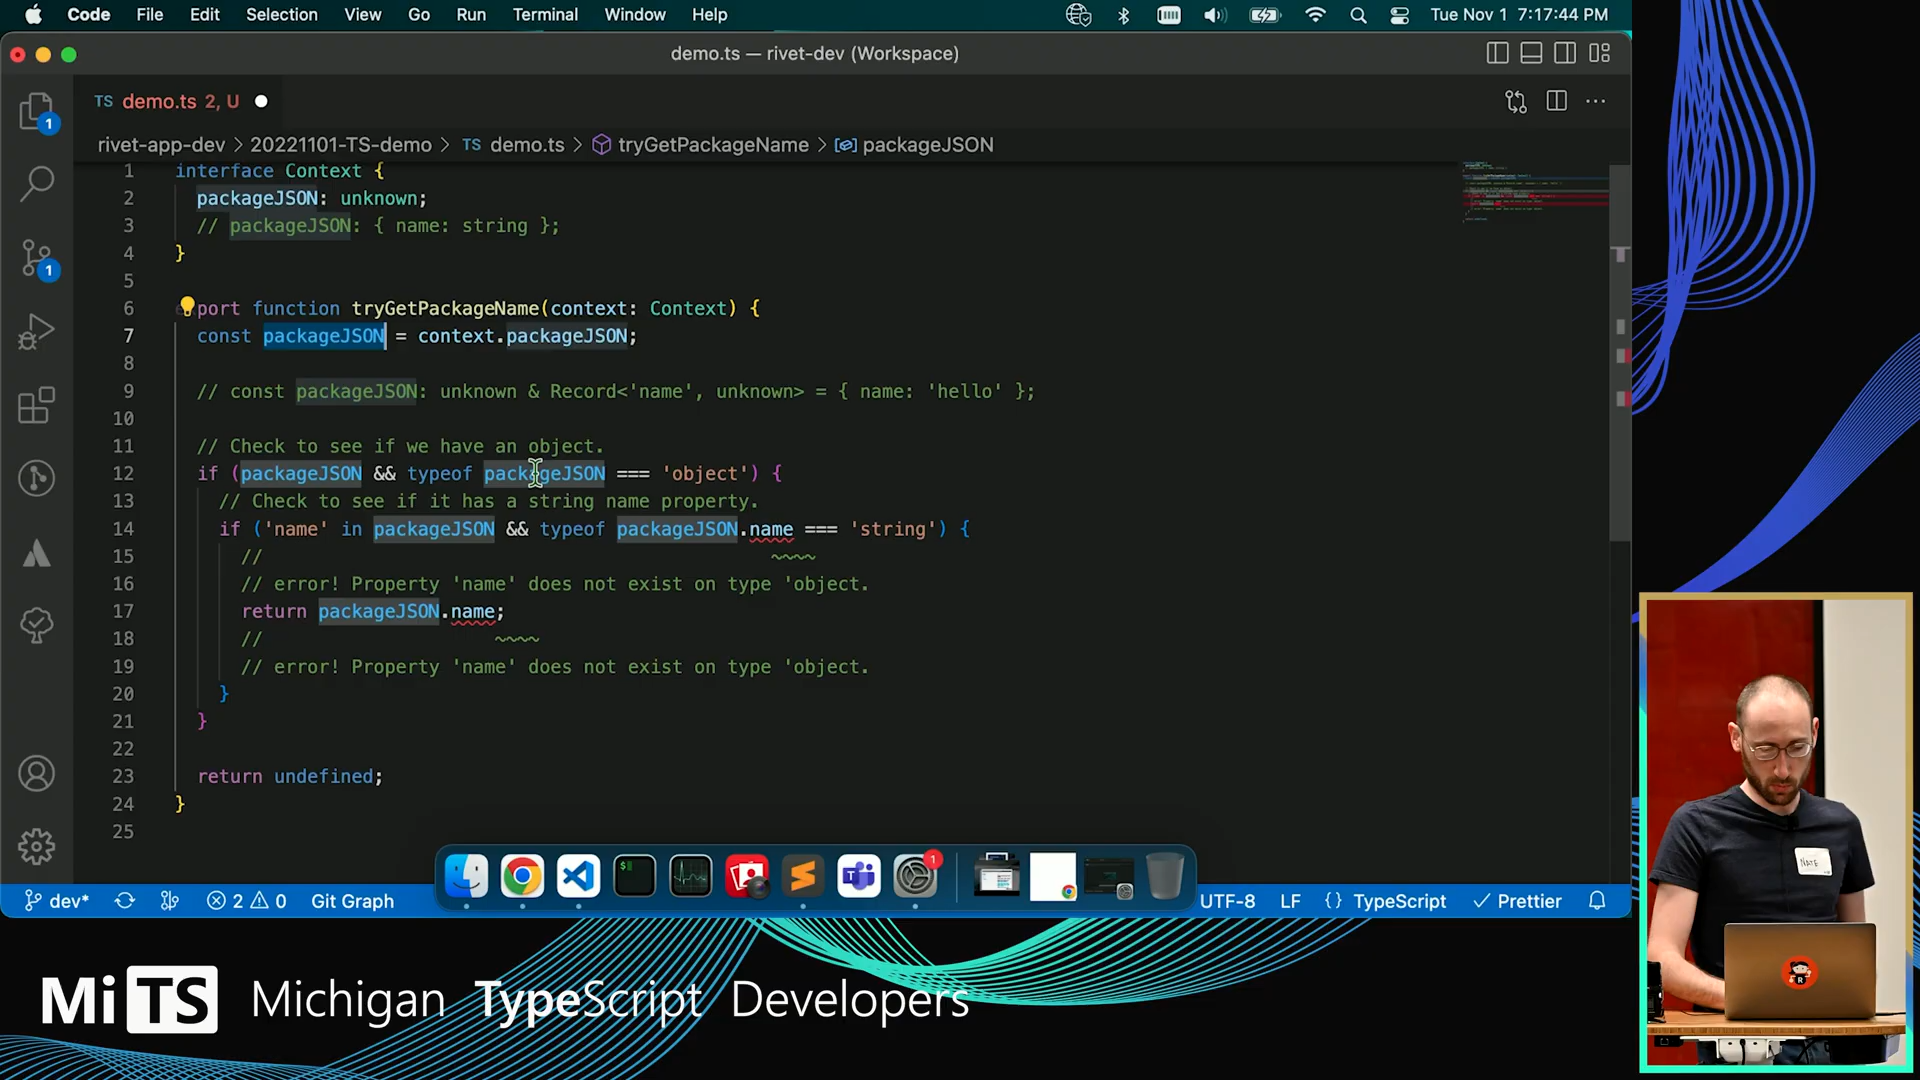 Code File Edit Selection View Go Run Terminal Window Help Tue Nov 1 7:17:44 PM
demo.ts — rivet-dev (Workspace)
TS demo.ts 2, U
rivet-app-dev > 20221101-TS-demo > TS demo.ts > tryGetPackageName > packageJSON
1 interface Context {
2 packageJSON: unknown;
3 // packageJSON: { name: string };
4 }
5
6 port function tryGetPackageName(context: Context) {
7 const packageJSON = context.packageJSON;
8
9 // const packageJSON: unknown & Record<'name', unknown> = { name: 'hello' };
10
11 // Check to see if we have an object.
12 if (packageJSON && typeof packageJSON === 'object') {
13 // Check to see if it has a string name property.
14 if ('name' in packageJSON && typeof packageJSON.name === 'string') {
15 // ~~~~
16 // error! Property 'name' does not exist on type 'object.
17 return packageJSON.name;
18 // ~~~~
19 // error! Property 'name' does not exist on type 'object.
20 }
21 }
22
23 return undefined;
24 }
25
1
1
1
dev* 2 0 Git Graph UTF-8 LF {} TypeScript Prettier
NATE
R
MiTS Michigan TypeScript Developers